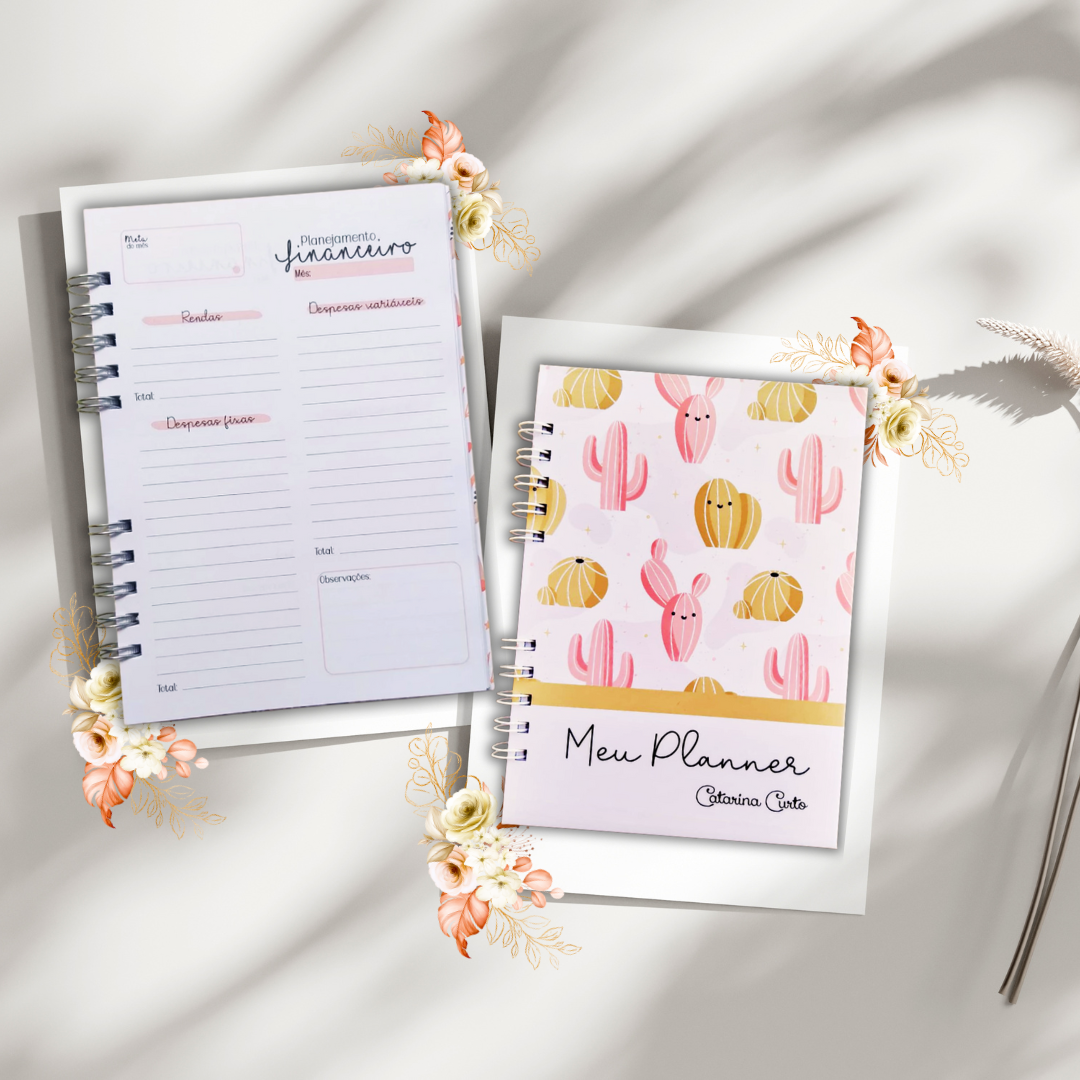 Meta
do mês
Planejamento
financeiro
Mês:
Rendas
Total:
Despesas fixas
Total:
Despesas variáveis
Total:
Observações:
Meu Planner
Catarina Curto